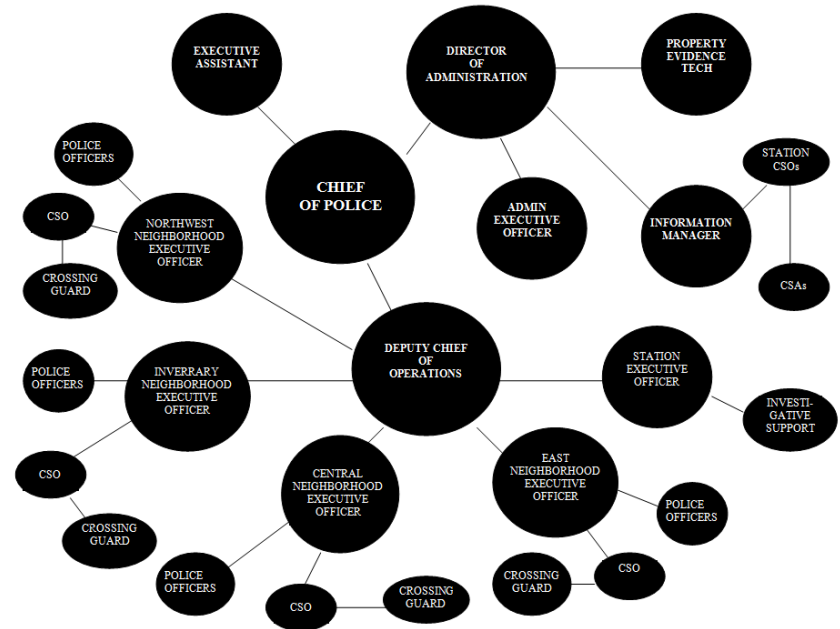 EXECUTIVE
ASSISTANT
DIRECTOR
OF
ADMINISTRATION
PROPERTY
EVIDENCE
TECH
POLICE
OFFICERS
STATION
CSOs
CHIEF
OF POLICE
CSO
NORTHWEST
NEIGHBORHOOD
EXECUTIVE
OFFICER
ADMIN
EXECUTIVE
OFFICER
INFORMATION
MANAGER
CROSSING
GUARD
CSAs
DEPUTY CHIEF
OF
OPERATIONS
POLICE
OFFICERS
INVERRARY
NEIGHBORHOOD
EXECUTIVE
OFFICER
STATION
EXECUTIVE
OFFICER
INVESTI-
GATIVE
SUPPORT
CSO
CENTRAL
NEIGHBORHOOD
EXECUTIVE
OFFICER
EAST
NEIGHBORHOOD
EXECUTIVE
OFFICER
CROSSING
GUARD
POLICE
OFFICERS
POLICE
OFFICERS
CSO
CROSSING
GUARD
CROSSING
GUARD
CSO